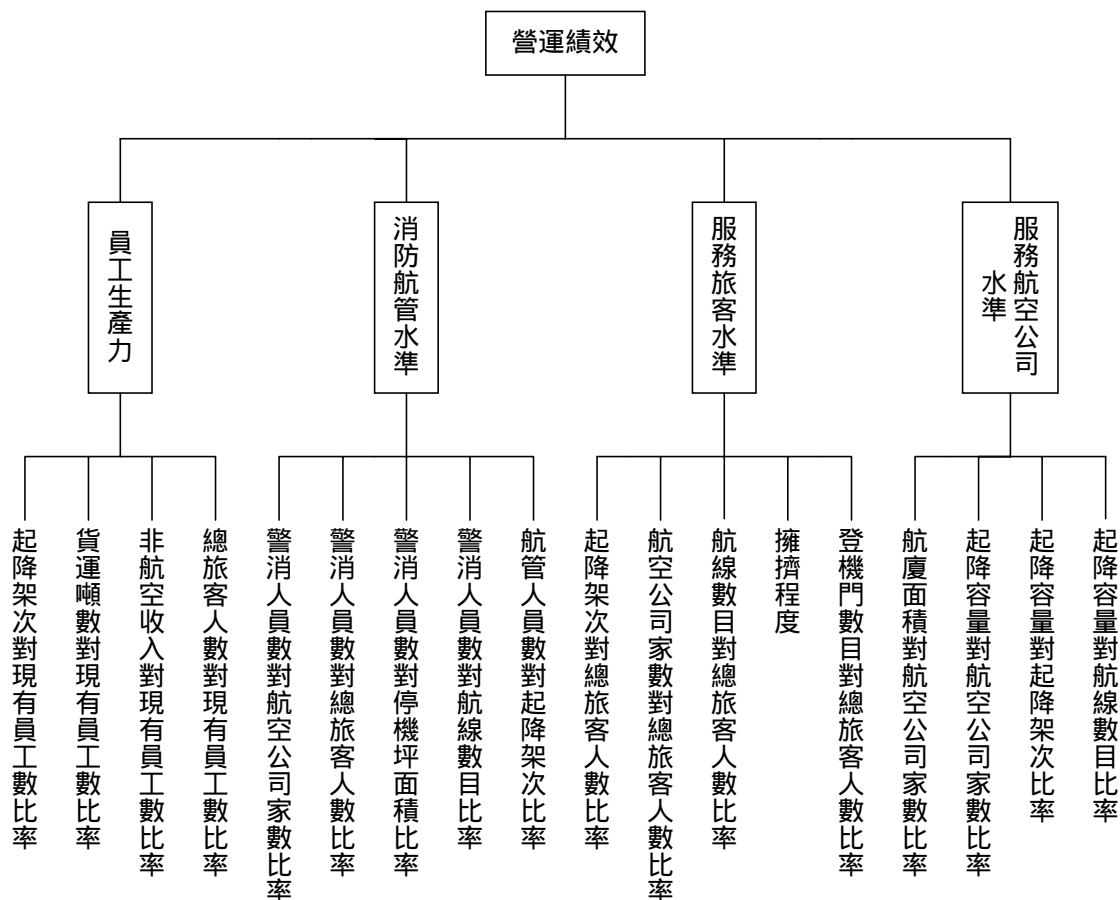 營運績效
員工生產力
消防航管水準
服務旅客水準
服務航空公司
水準
起降架次對現有員工數比率
貨運噸數對現有員工數比率
非航空收入對現有員工數比率
總旅客人數對現有員工數比率
警消人員數對航空公司家數比率
警消人員數對總旅客人數比率
警消人員數對停機坪面積比率
警消人員數對航線數目比率
航管人員數對起降架次比率
起降架次對總旅客人數比率
航空公司家數對總旅客人數比率
航線數目對總旅客人數比率
擁擠程度
登機門數目對總旅客人數比率
航廈面積對航空公司家數比率
起降容量對航空公司家數比率
起降容量對起降架次比率
起降容量對航線數目比率